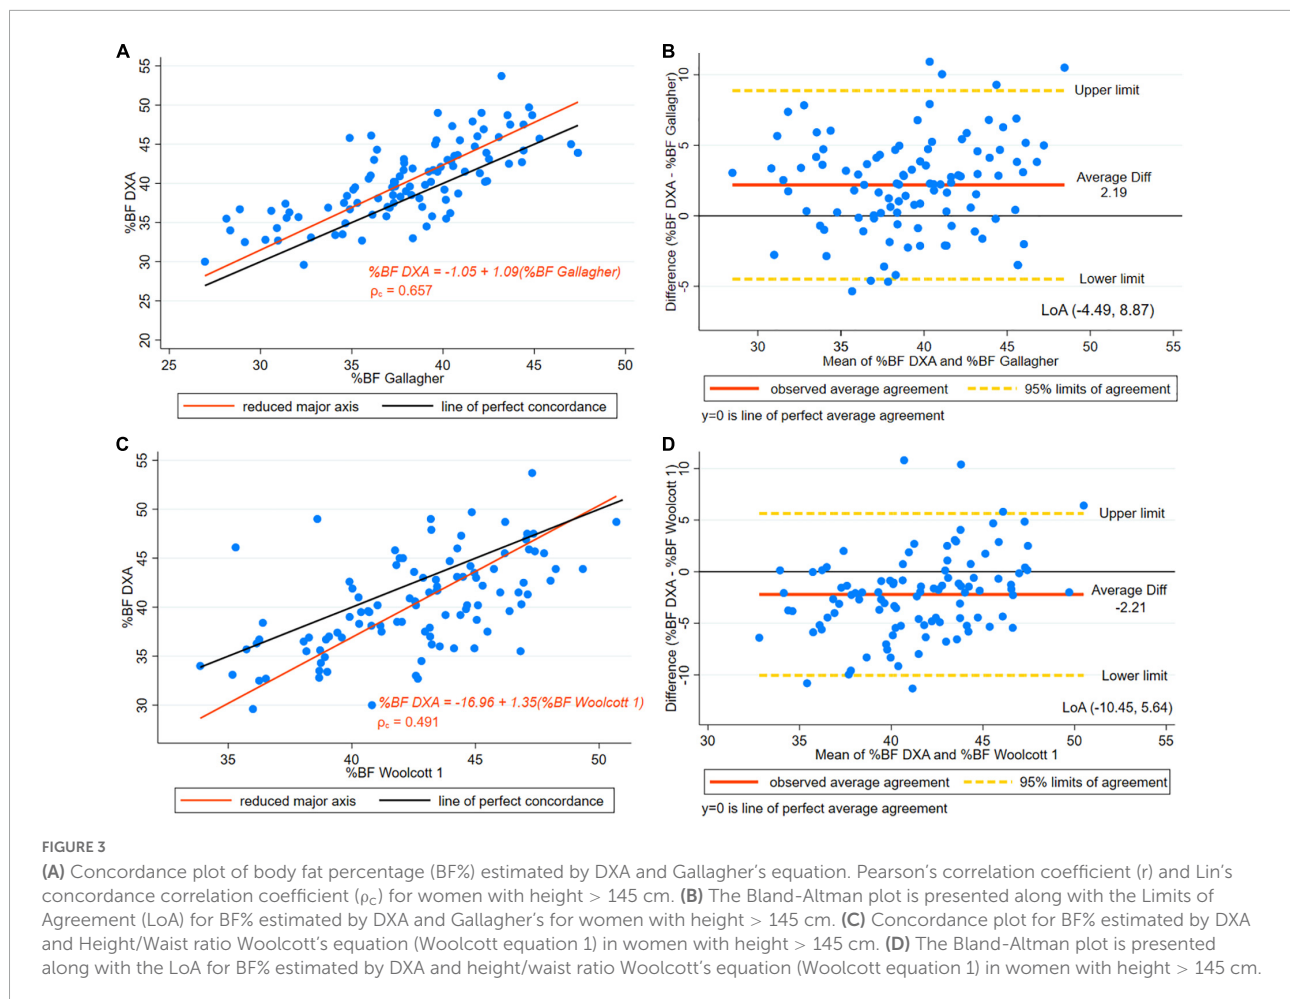 A
%BF DXA
55
50
45
40
35
30
25
20
%BF DXA = -1.05 + 1.09(%BF Gallagher)
ρc = 0.657
25 30 35 40 45 50
%BF Gallagher
reduced major axis line of perfect concordance
B
Difference (%BF DXA - %BF Gallagher)
10
5
0
-5
Upper limit
Average Diff
2.19
Lower limit
LoA (-4.49, 8.87)
30 35 40 45 50 55
Mean of %BF DXA and %BF Gallagher
observed average agreement 95% limits of agreement
y=0 is line of perfect average agreement
C
%BF DXA
55
50
45
40
35
30
25
%BF DXA = -16.96 + 1.35(%BF Woolcott 1)
ρc = 0.491
35 40 45 50
%BF Woolcott 1
reduced major axis line of perfect concordance
D
Difference (%BF DXA - %BF Woolcott 1)
10
5
0
-5
-10
Upper limit
Average Diff
-2.21
Lower limit
LoA (-10.45, 5.64)
30 35 40 45 50 55
Mean of %BF DXA and %BF Woolcott 1
observed average agreement 95% limits of agreement
y=0 is line of perfect average agreement
FIGURE 3
(A) Concordance plot of body fat percentage (BF%) estimated by DXA and Gallagher's equation. Pearson's correlation coefficient (r) and Lin's
concordance correlation coefficient (ρC) for women with height > 145 cm. (B) The Bland-Altman plot is presented along with the Limits of
Agreement (LoA) for BF% estimated by DXA and Gallagher's for women with height > 145 cm. (C) Concordance plot for BF% estimated by DXA
and Height/Waist ratio Woolcott's equation (Woolcott equation 1) in women with height > 145 cm. (D) The Bland-Altman plot is presented
along with the LoA for BF% estimated by DXA and height/waist ratio Woolcott's equation (Woolcott equation 1) in women with height > 145 cm.